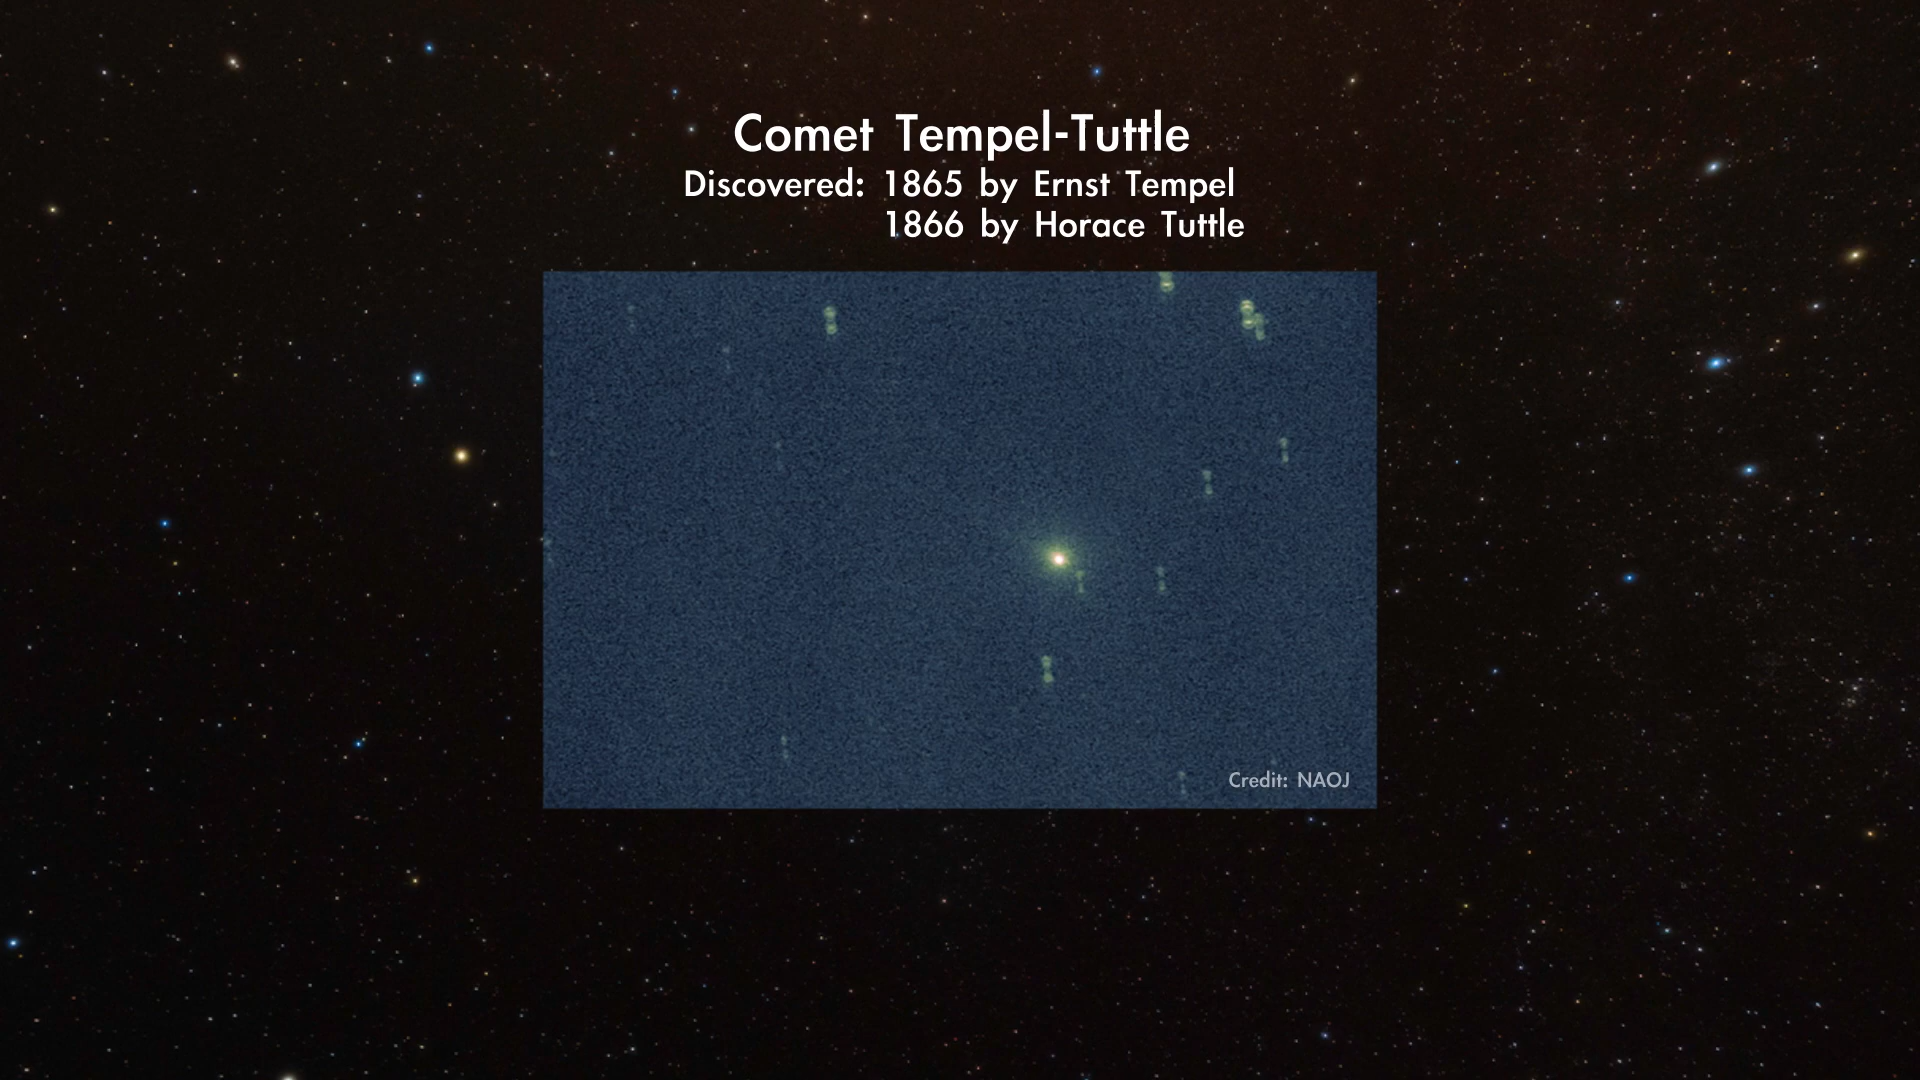 Comet Tempel-Tuttle
Discovered: 1865 by Ernst Tempel
1866 by Horace Tuttle
Credit: NAOJ